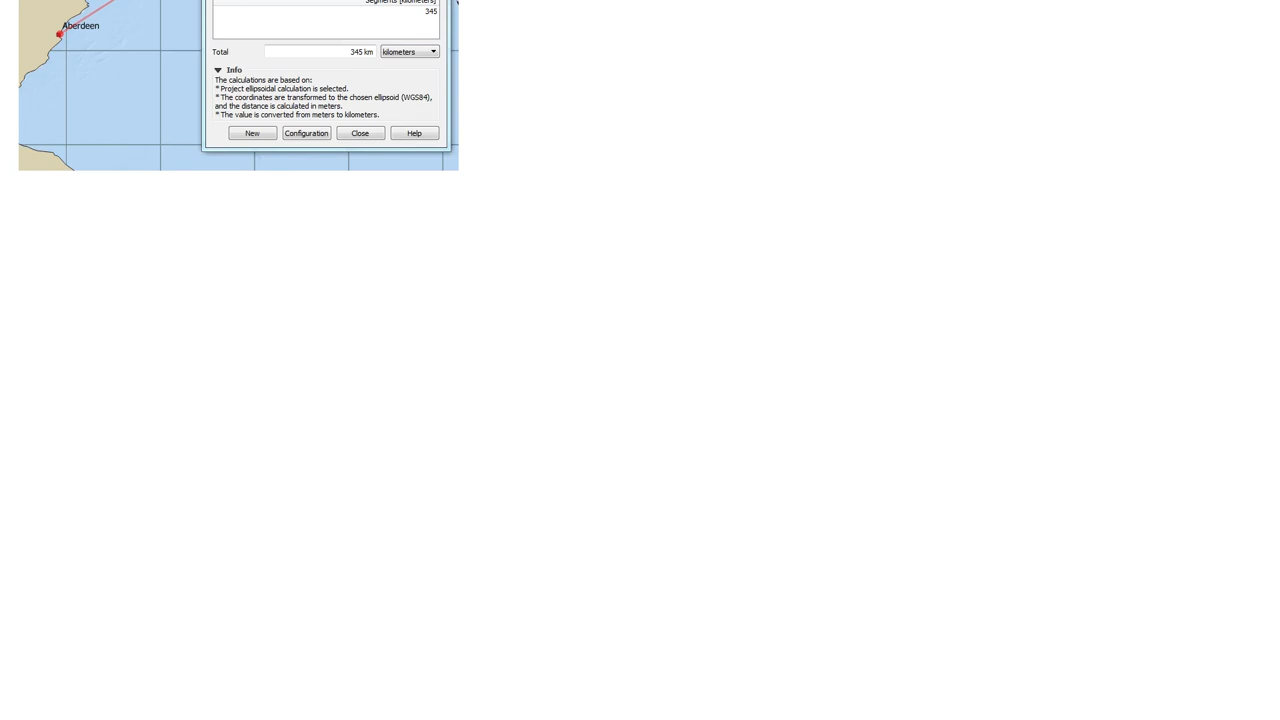 Segments [kilometers]
345
Aberdeen
Total 345 km kilometers
Info
The calculations are based on:
* Project ellipsoidal calculation is selected.
* The coordinates are transformed to the chosen ellipsoid (WGS84),
and the distance is calculated in meters.
* The value is converted from meters to kilometers.
New Configuration Close Help